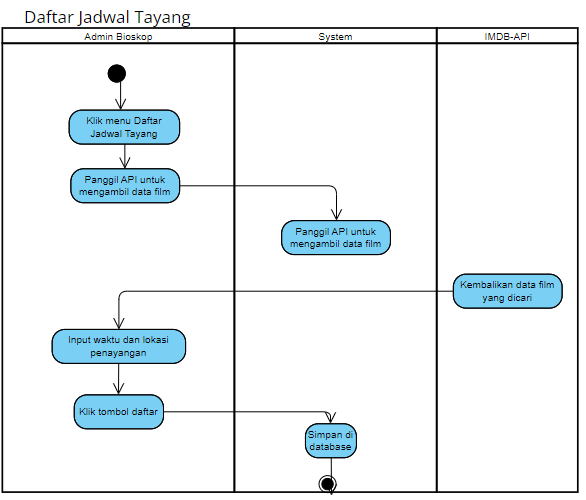 Daftar Jadwal Tayang
Admin Bioskop
System
IMDB-API
Klik menu Daftar
Jadwal Tayang
Panggil API untuk
mengambil data film
Panggil API untuk
mengambil data film
Kembalikan data film
yang dicari
Input waktu dan lokasi
penayangan
Klik tombol daftar
Simpan di
database